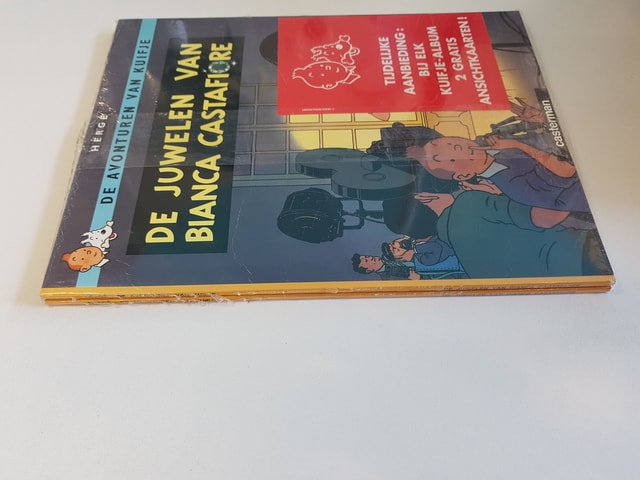 HERGÉ
DE AVONTUREN VAN KUIFJE
DE JUWELEN VAN
BIANCA CASTAFIORE
TIJDELIJKE
AANBIEDING:
BIJ ELK
KUIFJE-ALBUM
2 GRATIS
ANSICHTKAARTEN!
casterman